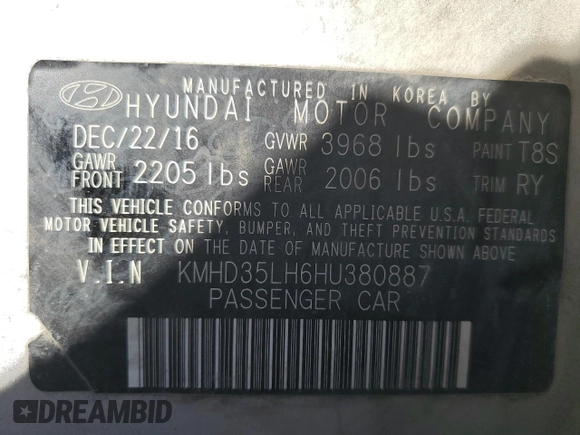 MANUFACTURED IN KOREA BY
HYUNDAI MOTOR COMPANY
DEC/22/16 GVWR 3968 lbs PAINT T8S
GAWR FRONT 2205 lbs GAWR REAR 2006 lbs TRIM RY
THIS VEHICLE CONFORMS TO ALL APPLICABLE U.S.A. FEDERAL
MOTOR VEHICLE SAFETY, BUMPER, AND THEFT PREVENTION STANDARDS
IN EFFECT ON THE DATE OF MANUFACTURE SHOWN ABOVE.
V.I.N KMHD35LH6HU380887
PASSENGER CAR
DREAMBID